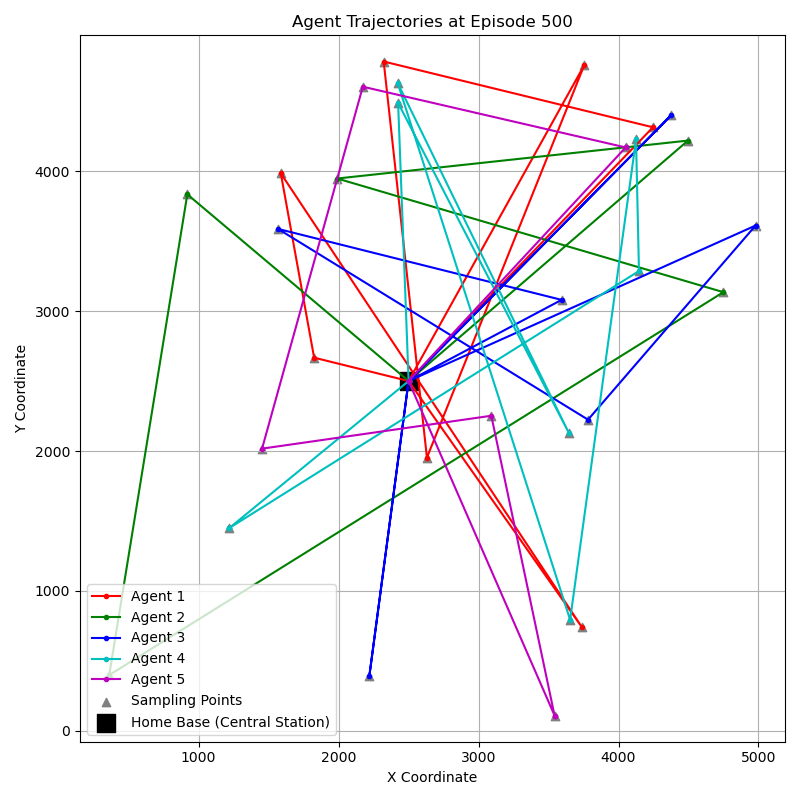 Agent Trajectories at Episode 500
Y Coordinate
4000
3000
2000
1000
0
Agent 1
Agent 2
Agent 3
Agent 4
Agent 5
Sampling Points
Home Base (Central Station)
1000 2000 3000 4000 5000
X Coordinate